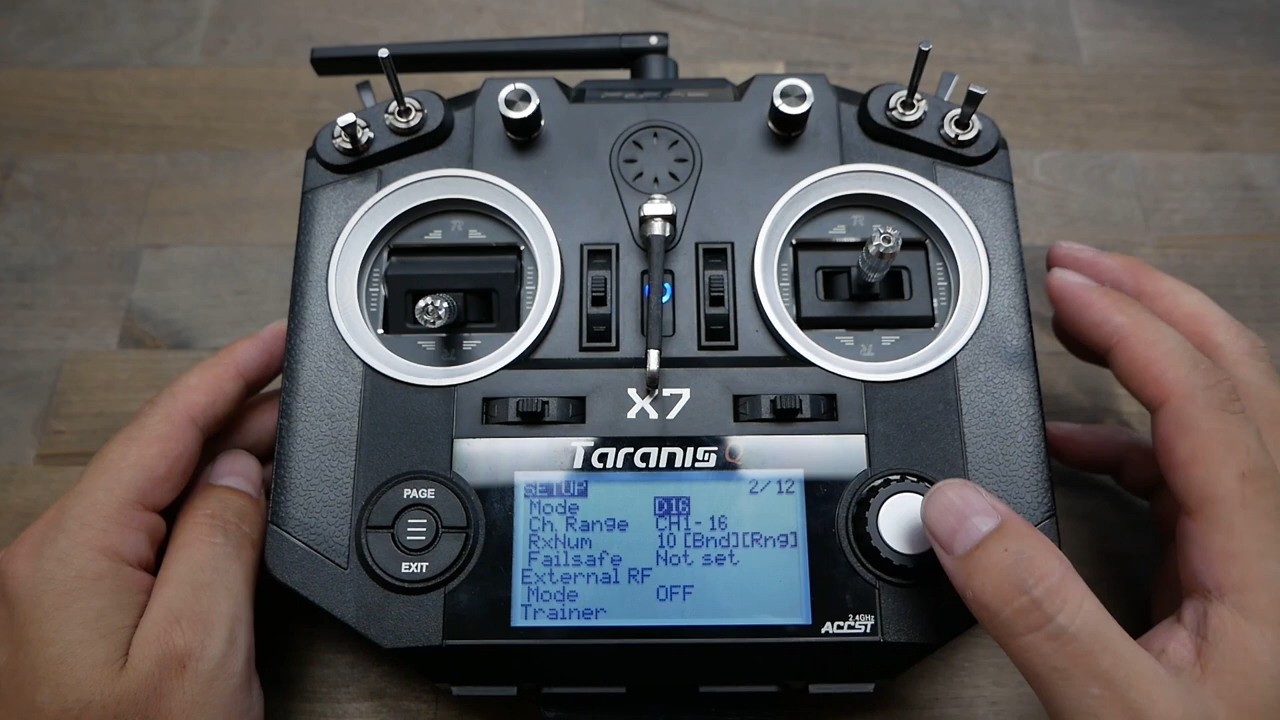 X7
Taranis Q
PAGE
EXIT
SETUP 2/12
Mode D16
Ch. Range CH1-16
RxNum 10 [Bnd][Rng]
Failsafe Not set
External RF
Mode OFF
Trainer
2.4GHz
ACCST